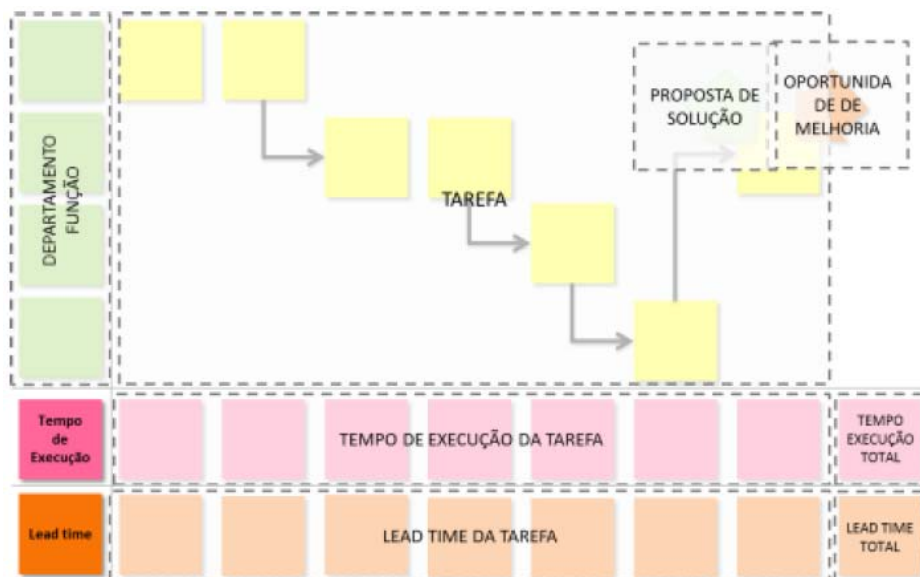 DEPARTAMENTO
FUNÇÃO
PROPOSTA DE
SOLUÇÃO
OPORTUNIDA
DE DE
MELHORIA
TAREFA
Tempo
de
Execução
TEMPO DE EXECUÇÃO DA TAREFA
TEMPO
EXECUÇÃO
TOTAL
Lead time
LEAD TIME DA TAREFA
LEAD TIME
TOTAL